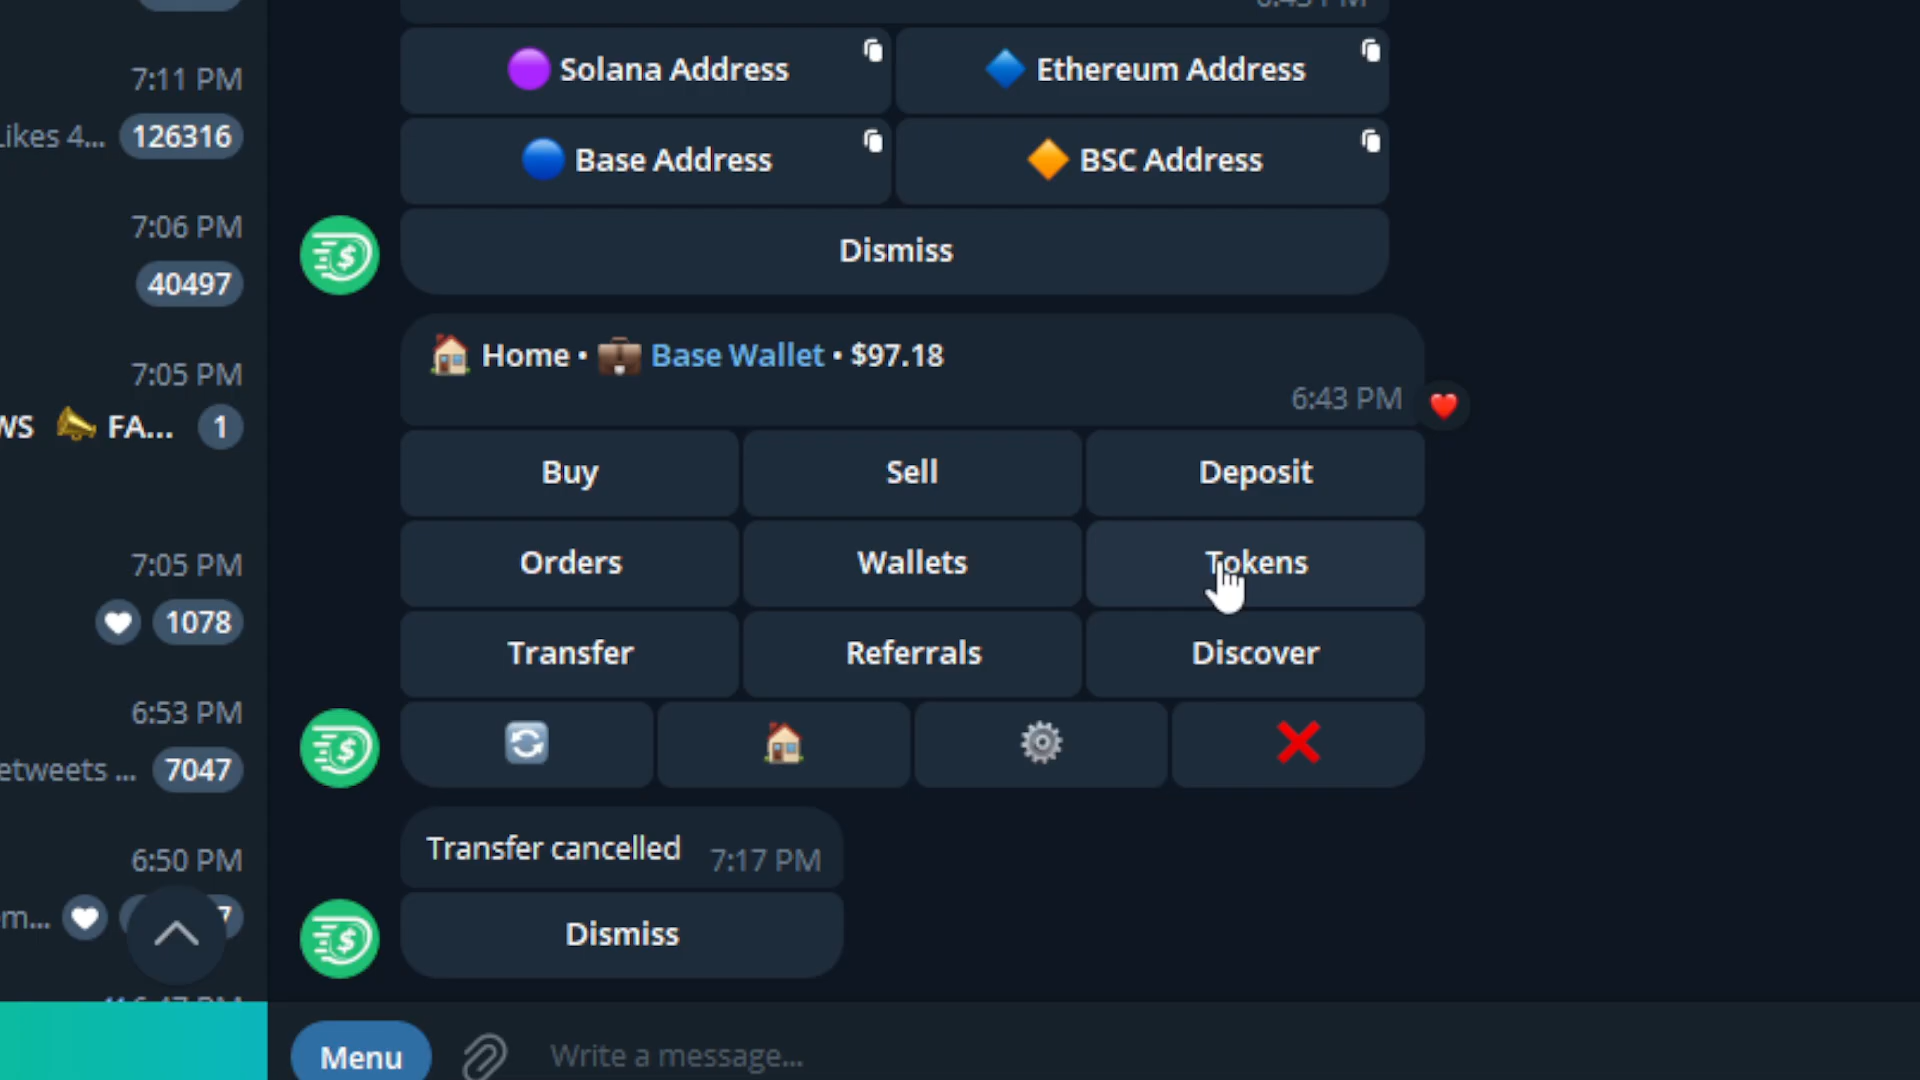 7:11 PM
Likes 4... 126316
7:06 PM
40497
7:05 PM
WS FA... 1
7:05 PM
1078
6:53 PM
etweets ... 7047
6:50 PM
m... 7
Solana Address Ethereum Address
Base Address BSC Address
Dismiss
Home • Base Wallet • $97.18
6:43 PM
Buy Sell Deposit
Orders Wallets Tokens
Transfer Referrals Discover
Transfer cancelled 7:17 PM
Dismiss
Menu Write a message...